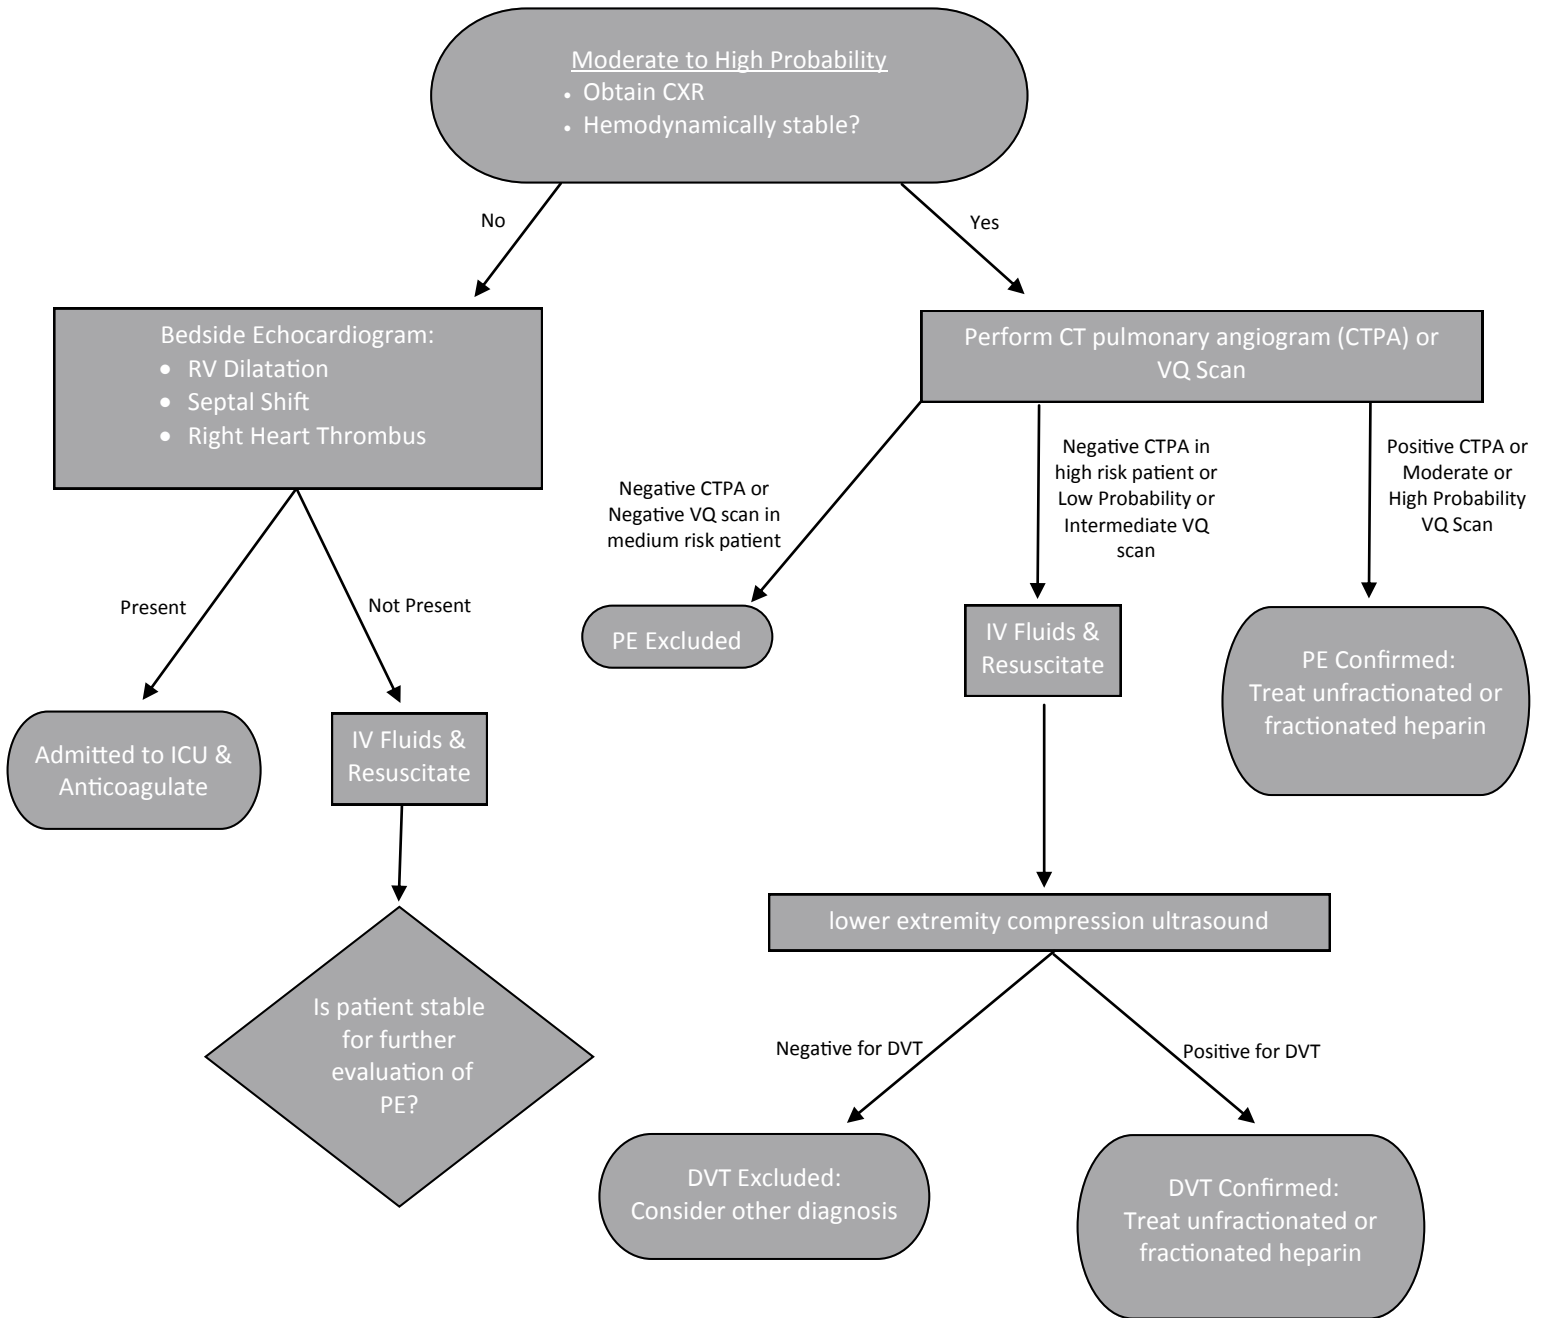 Moderate to High Probability
• Obtain CXR
• Hemodynamically stable?
No
Yes
Bedside Echocardiogram:
• RV Dilatation
• Septal Shift
• Right Heart Thrombus
Perform CT pulmonary angiogram (CTPA) or
VQ Scan
Negative CTPA or
Negative VQ scan in
medium risk patient
Negative CTPA in
high risk patient or
Low Probability or
Intermediate VQ
scan
Positive CTPA or
Moderate or
High Probability
VQ Scan
Present
Not Present
PE Excluded
IV Fluids &
Resuscitate
PE Confirmed:
Treat unfractionated or
fractionated heparin
Admitted to ICU &
Anticoagulate
IV Fluids &
Resuscitate
lower extremity compression ultrasound
Is patient stable
for further
evaluation of
PE?
Negative for DVT
Positive for DVT
DVT Excluded:
Consider other diagnosis
DVT Confirmed:
Treat unfractionated or
fractionated heparin